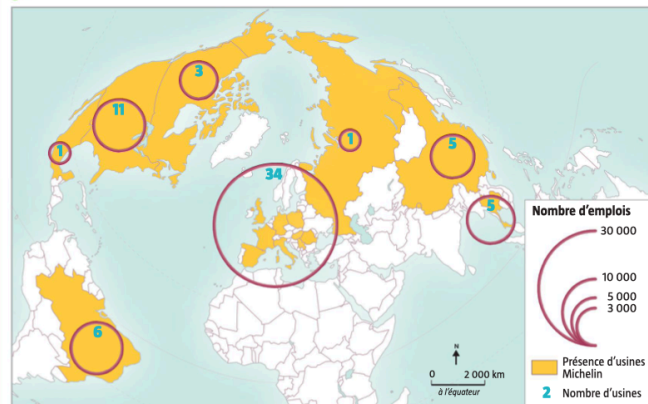 3
11
1
1
5
34
5
6
Nombre d'emplois
30 000
10 000
5 000
3 000
N
0 2 000 km
à l'équateur
Présence d'usines
Michelin
2 Nombre d'usines